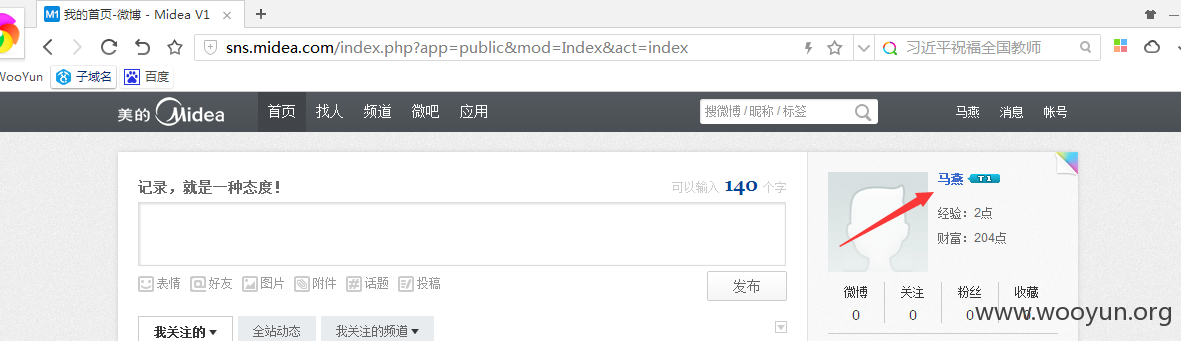 M1 我的首页-微博 - Midea V1
sns.midea.com/index.php?app=public&mod=Index&act=index
习近平祝福全国教师
WooYun 子域名 百度
美的 Midea 首页 找人 频道 微吧 应用 搜微博 / 昵称 / 标签 马燕 消息 帐号
记录，就是一种态度！ 可以输入 140 个字
表情 好友 图片 附件 话题 投稿 发布
我关注的 全站动态 我关注的频道
马燕 T1
经验：2点
财富：204点
微博 关注 粉丝 收藏
0 0 0 0
www.wooyun.org